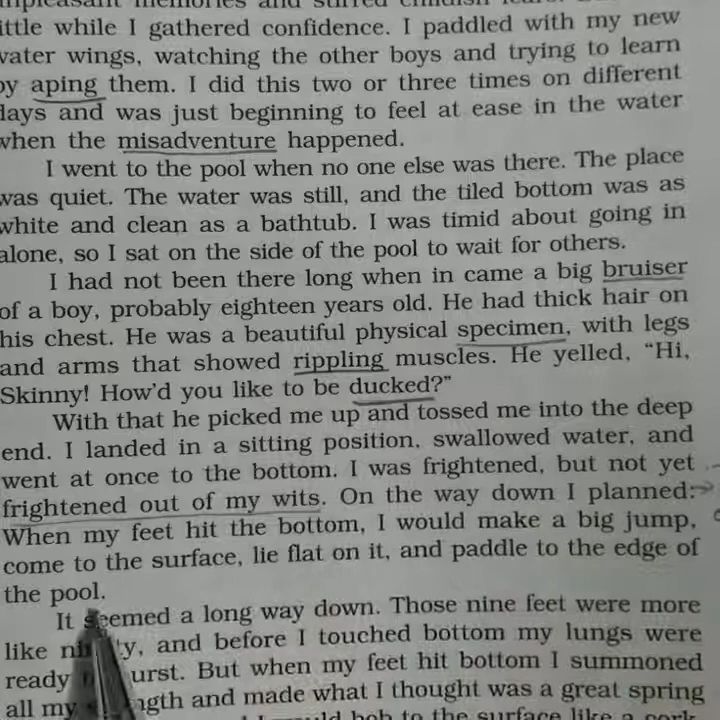 little while I gathered confidence. I paddled with my new
water wings, watching the other boys and trying to learn
by aping them. I did this two or three times on different
days and was just beginning to feel at ease in the water
when the misadventure happened.
I went to the pool when no one else was there. The place
was quiet. The water was still, and the tiled bottom was as
white and clean as a bathtub. I was timid about going in
alone, so I sat on the side of the pool to wait for others.
I had not been there long when in came a big bruiser
of a boy, probably eighteen years old. He had thick hair on
his chest. He was a beautiful physical specimen, with legs
and arms that showed rippling muscles. He yelled, “Hi,
Skinny! How’d you like to be ducked?”
With that he picked me up and tossed me into the deep
end. I landed in a sitting position, swallowed water, and
went at once to the bottom. I was frightened, but not yet
frightened out of my wits. On the way down I planned:
When my feet hit the bottom, I would make a big jump,
come to the surface, lie flat on it, and paddle to the edge of
the pool.
It seemed a long way down. Those nine feet were more
like and before I touched bottom my lungs were
ready But when my feet hit bottom I summoned
all my and made what I thought was a great spring
bob to the surface like a cork